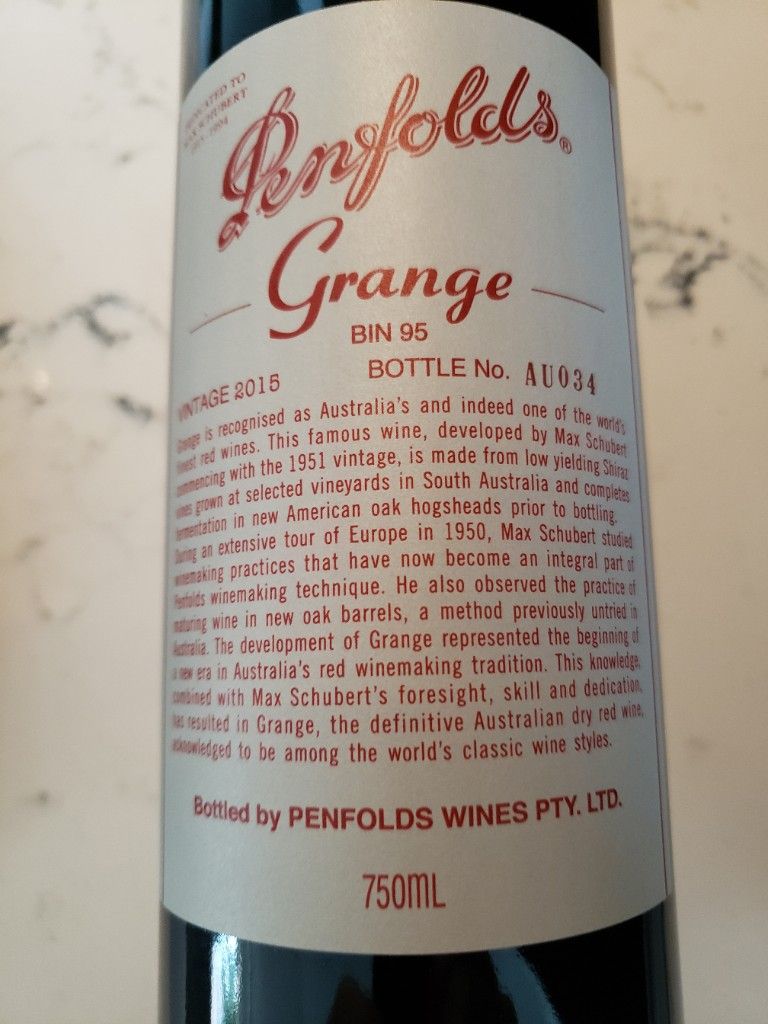 DEDICATED TO
MAX SCHUBERT
1915-1994
Penfolds®
Grange
BIN 95
VINTAGE 2015 BOTTLE No. AU034
Grange is recognised as Australia's and indeed one of the world's
finest red wines. This famous wine, developed by Max Schubert
commencing with the 1951 vintage, is made from low yielding Shiraz
vines grown at selected vineyards in South Australia and completes
fermentation in new American oak hogsheads prior to bottling.
During an extensive tour of Europe in 1950, Max Schubert studied
winemaking practices that have now become an integral part of
Penfolds winemaking technique. He also observed the practice of
maturing wine in new oak barrels, a method previously untried in
Australia. The development of Grange represented the beginning of
a new era in Australia's red winemaking tradition. This knowledge,
combined with Max Schubert's foresight, skill and dedication,
has resulted in Grange, the definitive Australian dry red wine,
acknowledged to be among the world's classic wine styles.
Bottled by PENFOLDS WINES PTY. LTD.
750mL